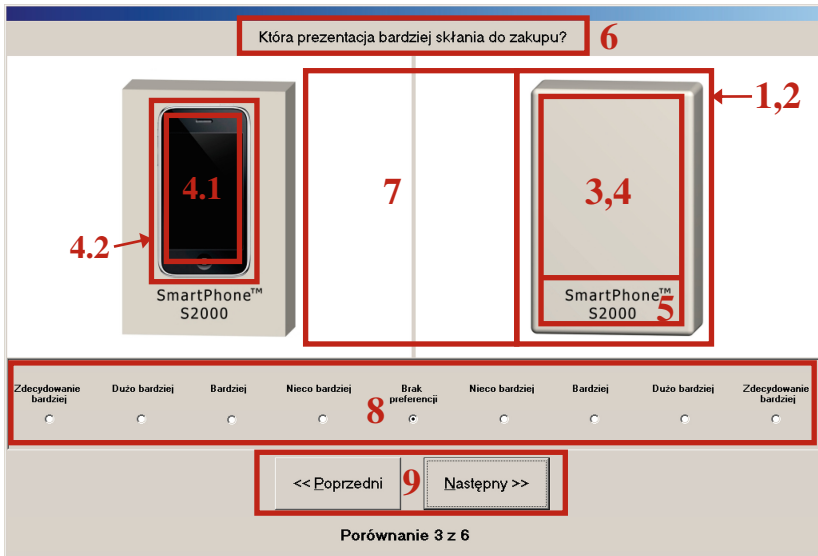 Która prezentacja bardziej skłania do zakupu?
6
1,2
7
4.1
3,4
4.2
SmartPhone™
S2000
SmartPhone™
S2000
5
Zdecydowanie bardziej
Dużo bardziej
Bardziej
Nieco bardziej
Brak preferencji
Nieco bardziej
Bardziej
Dużo bardziej
Zdecydowanie bardziej
8
<< Poprzedni
9
Następny >>
Porównanie 3 z 6